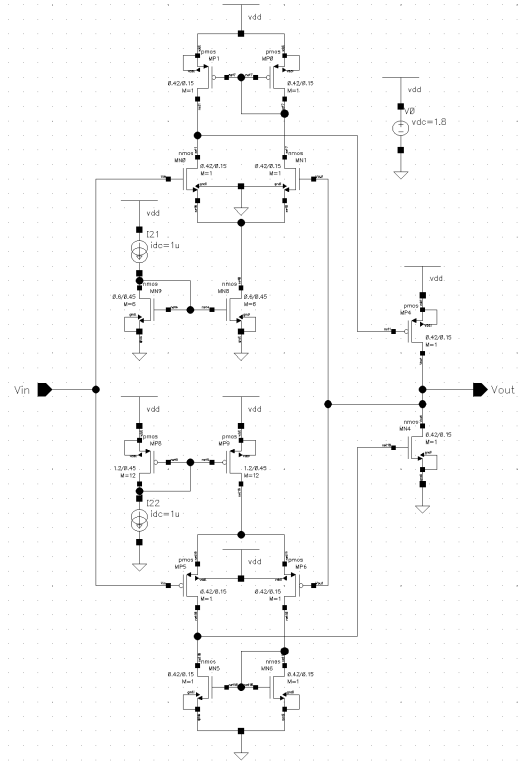 vdd
pmos
MP1
pmos
MP0
0.42/0.15
M=1
0.42/0.15
M=1
vdd
V0
vdc=1.8
nmos
MN0
nmos
MN1
0.42/0.15
M=1
0.42/0.15
M=1
vdd
I21
idc=1u
nmos
MN9
nmos
MN8
0.6/0.45
M=6
0.6/0.45
M=6
vdd
pmos
MP4
0.42/0.15
M=1
Vin
Vout
vdd
vdd
nmos
MN4
0.42/0.15
M=1
pmos
MP8
pmos
MP9
1.2/0.45
M=12
1.2/0.45
M=12
I22
idc=1u
pmos
MP5
vdd
pmos
MP6
0.42/0.15
M=1
0.42/0.15
M=1
nmos
MN5
nmos
MN6
0.42/0.15
M=1
0.42/0.15
M=1